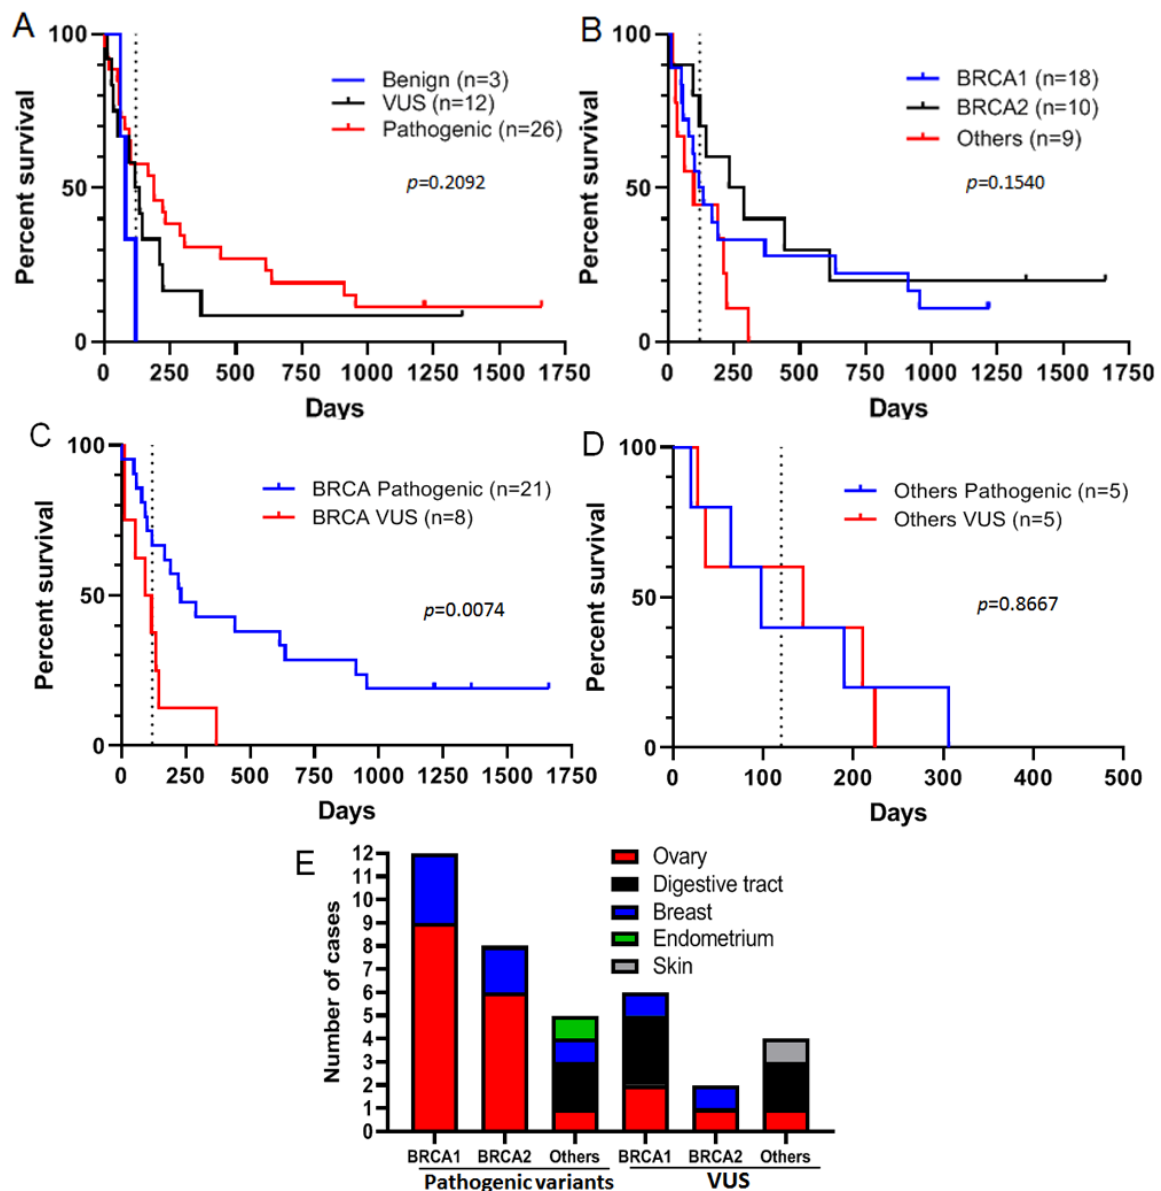 A
Percent survival
100
50
0
Benign (n=3)
VUS (n=12)
Pathogenic (n=26)
p=0.2092
0 250 500 750 1000 1250 1500 1750
Days
B
Percent survival
100
50
0
BRCA1 (n=18)
BRCA2 (n=10)
Others (n=9)
p=0.1540
0 250 500 750 1000 1250 1500 1750
Days
C
Percent survival
100
50
0
BRCA Pathogenic (n=21)
BRCA VUS (n=8)
p=0.0074
0 250 500 750 1000 1250 1500 1750
Days
D
Percent survival
100
50
0
Others Pathogenic (n=5)
Others VUS (n=5)
p=0.8667
0 100 200 300 400 500
Days
E
Number of cases
12
11
10
9
8
7
6
5
4
3
2
1
0
Ovary
Digestive tract
Breast
Endometrium
Skin
BRCA1 BRCA2 Others BRCA1 BRCA2 Others
Pathogenic variants VUS